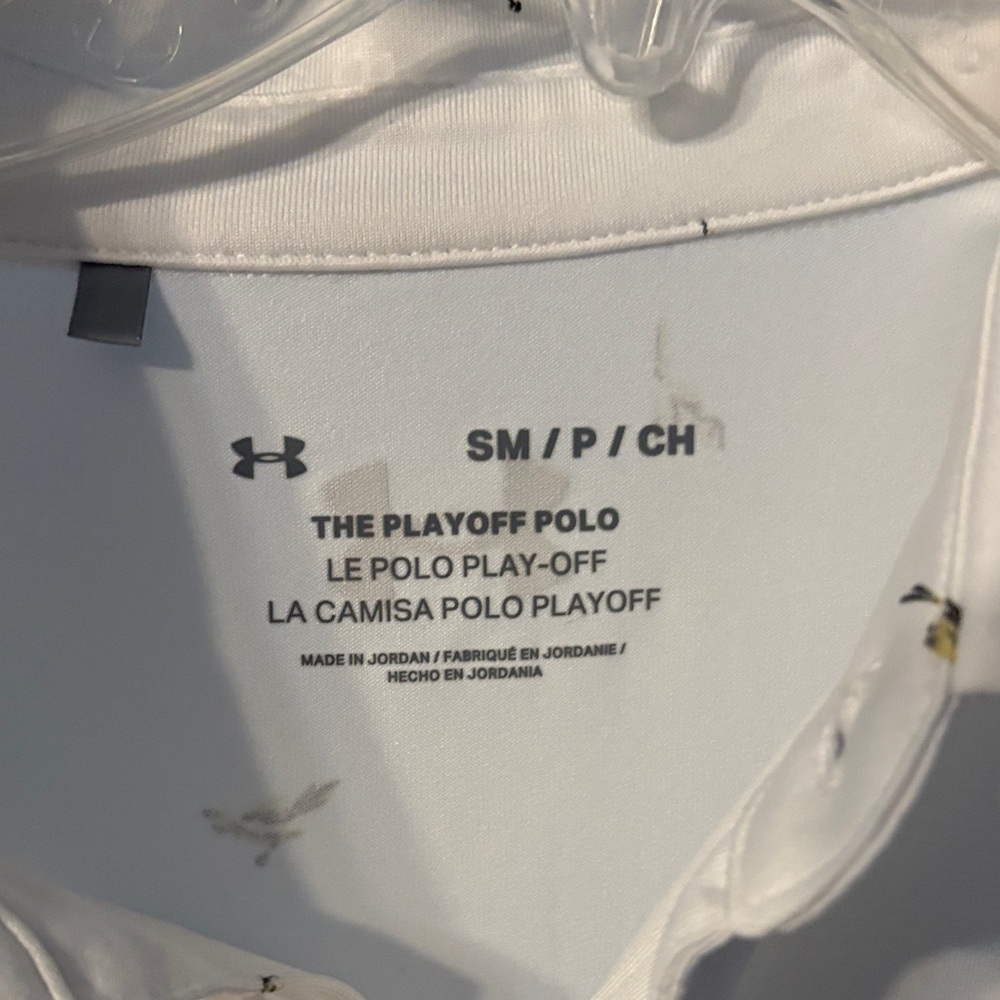 SM / P / CH
THE PLAYOFF POLO
LE POLO PLAY-OFF
LA CAMISA POLO PLAYOFF
MADE IN JORDAN / FABRIQUÉ EN JORDANIE /
HECHO EN JORDANIA